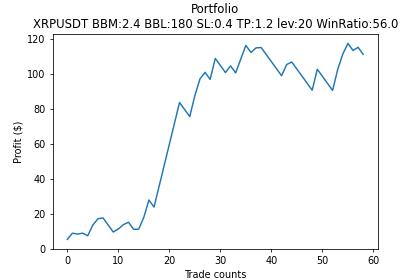 Portfolio
XRPUSDT BBM:2.4 BBL:180 SL:0.4 TP:1.2 lev:20 WinRatio:56.0
120
100
80
60
40
20
0
Profit ($)
0 10 20 30 40 50 60
Trade counts